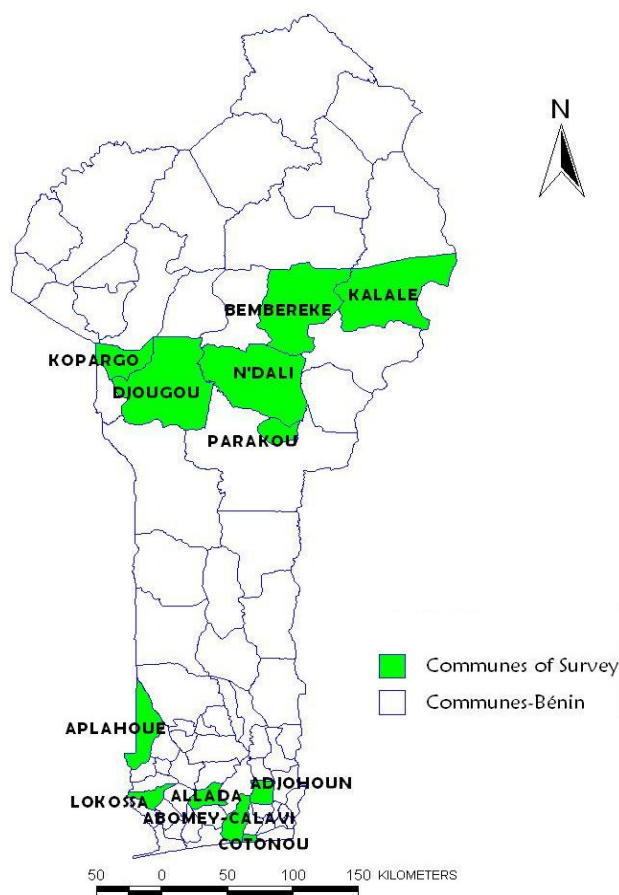 N
KALALE
BEMBEREKE
KOPARGO
N'DALI
DJOUGOU
PARAKOU
Communes of Survey
Communes-Bénin
APLAHOUE
ADJOHOUN
ALLADA
LOKOSSA
ABOMEY-CALAVI
COTONOU
50 0 50 100 150 KILOMETERS